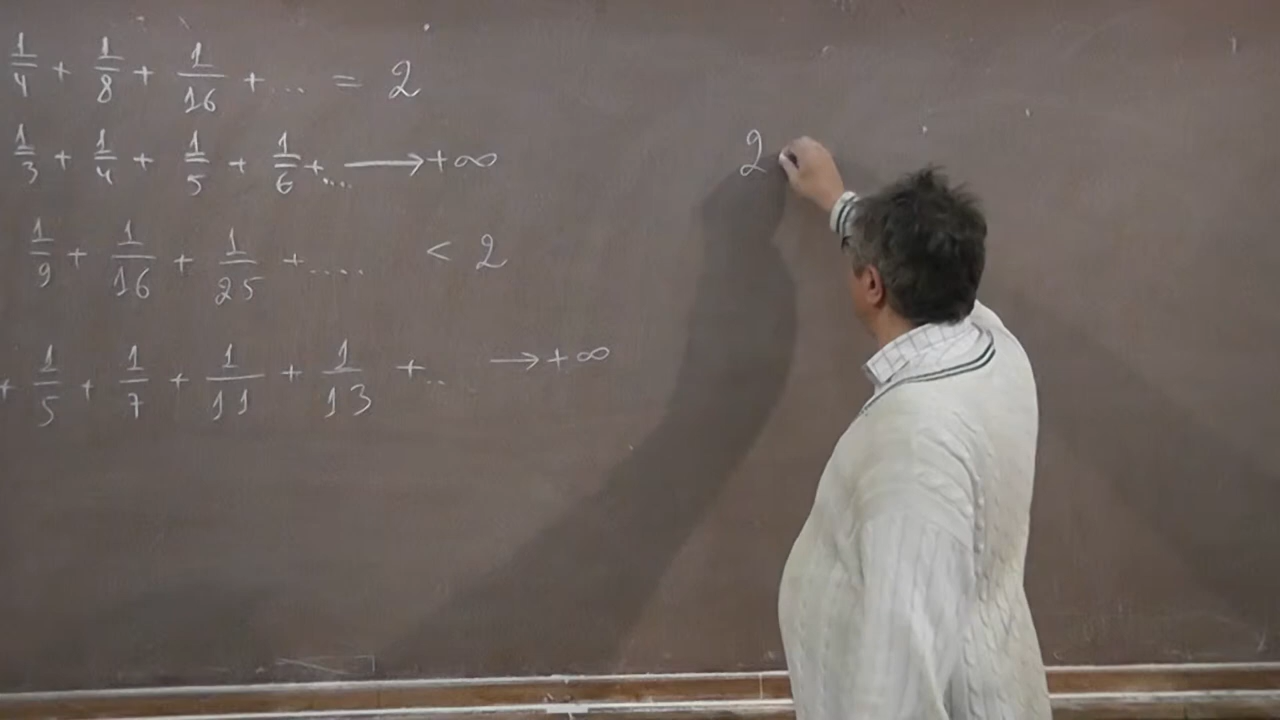 1/4 + 1/8 + 1/16 + ... = 2
1/3 + 1/4 + 1/5 + 1/6 + .... → +∞
1/9 + 1/16 + 1/25 + .... < 2
+ 1/5 + 1/7 + 1/11 + 1/13 + .. → +∞
2